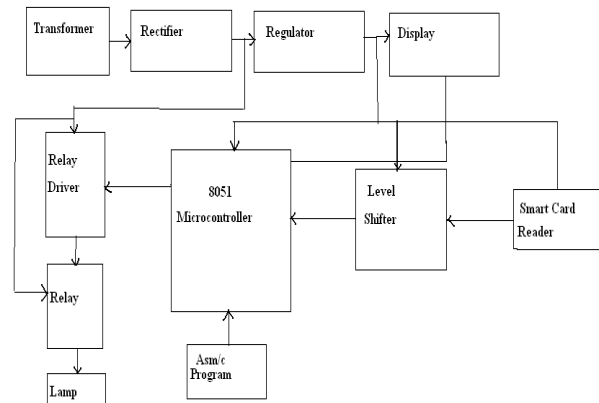 Transformer
Rectifier
Regulator
Display
Relay
Driver
8051
Microcontroller
Level
Shifter
Smart Card
Reader
Relay
Asm/c
Program
Lamp